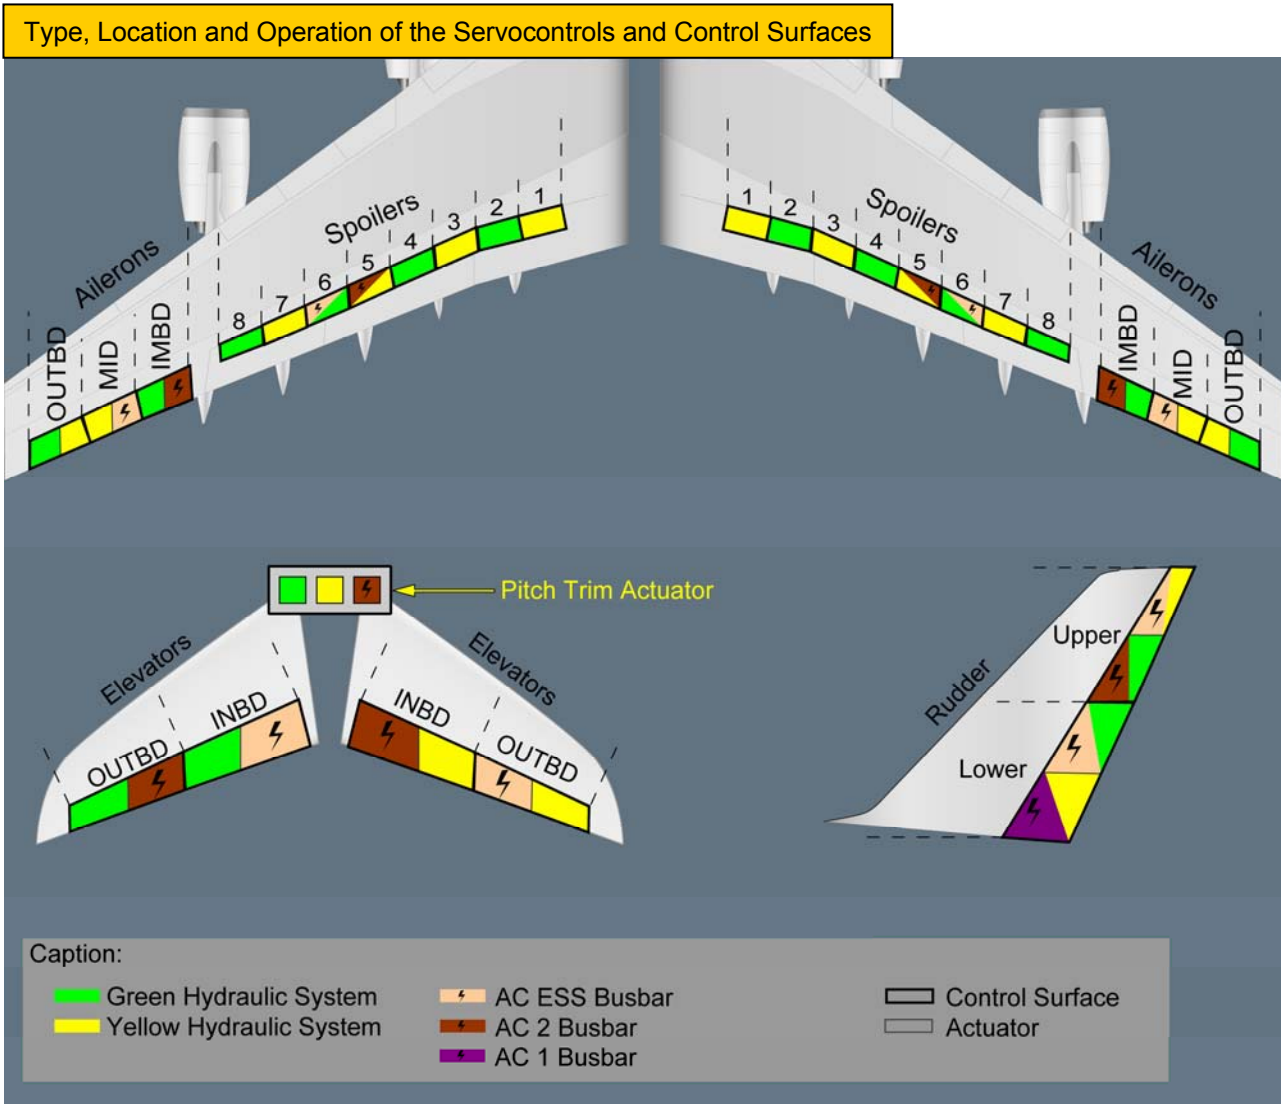 Type, Location and Operation of the Servocontrols and Control Surfaces
Ailerons
OUTBD
MID
IMBD
Spoilers
8
7
6
5
4
3
2
1
1
2
3
4
5
6
7
8
Spoilers
Ailerons
IMBD
MID
OUTBD
Pitch Trim Actuator
Elevators
OUTBD
INBD
Elevators
INBD
OUTBD
Rudder
Upper
Lower
Caption:
Green Hydraulic System
Yellow Hydraulic System
AC ESS Busbar
AC 2 Busbar
AC 1 Busbar
Control Surface
Actuator